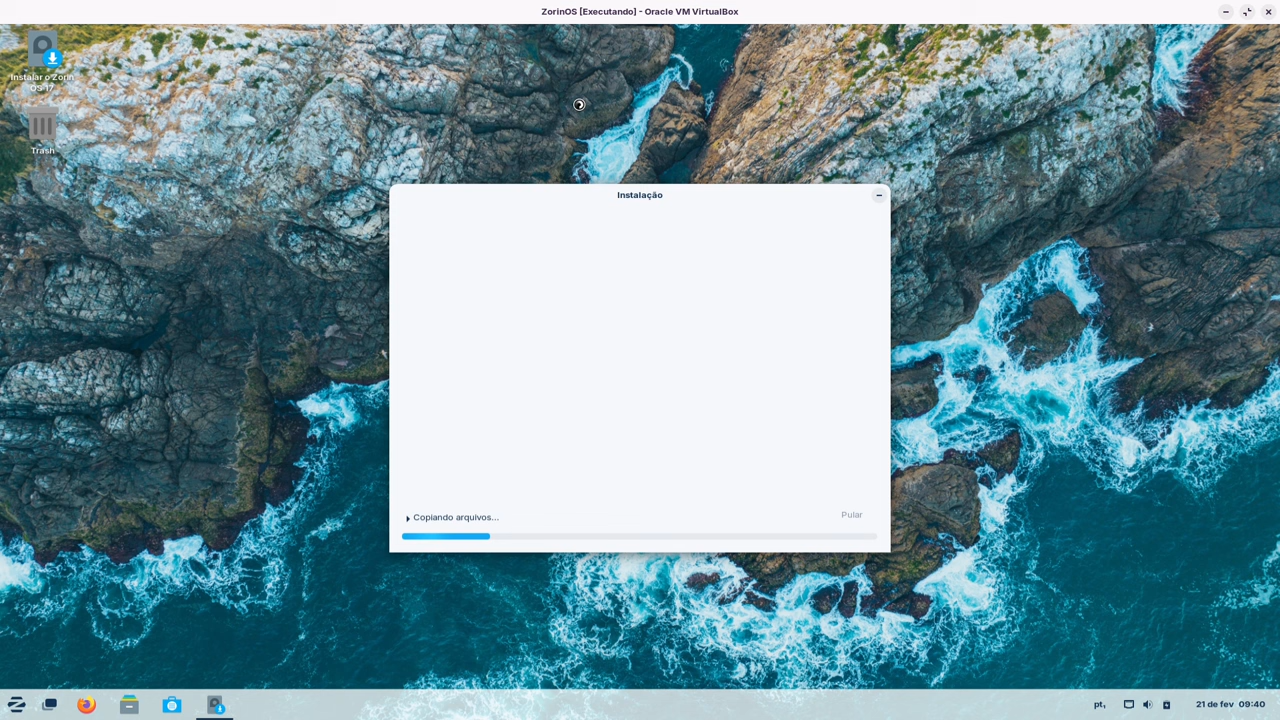 ZorinOS [Executando] - Oracle VM VirtualBox
Instalar o Zorin
OS 17
Trash
Instalação
Copiando arquivos...
Pular
pt₁
21 de fev 09:40